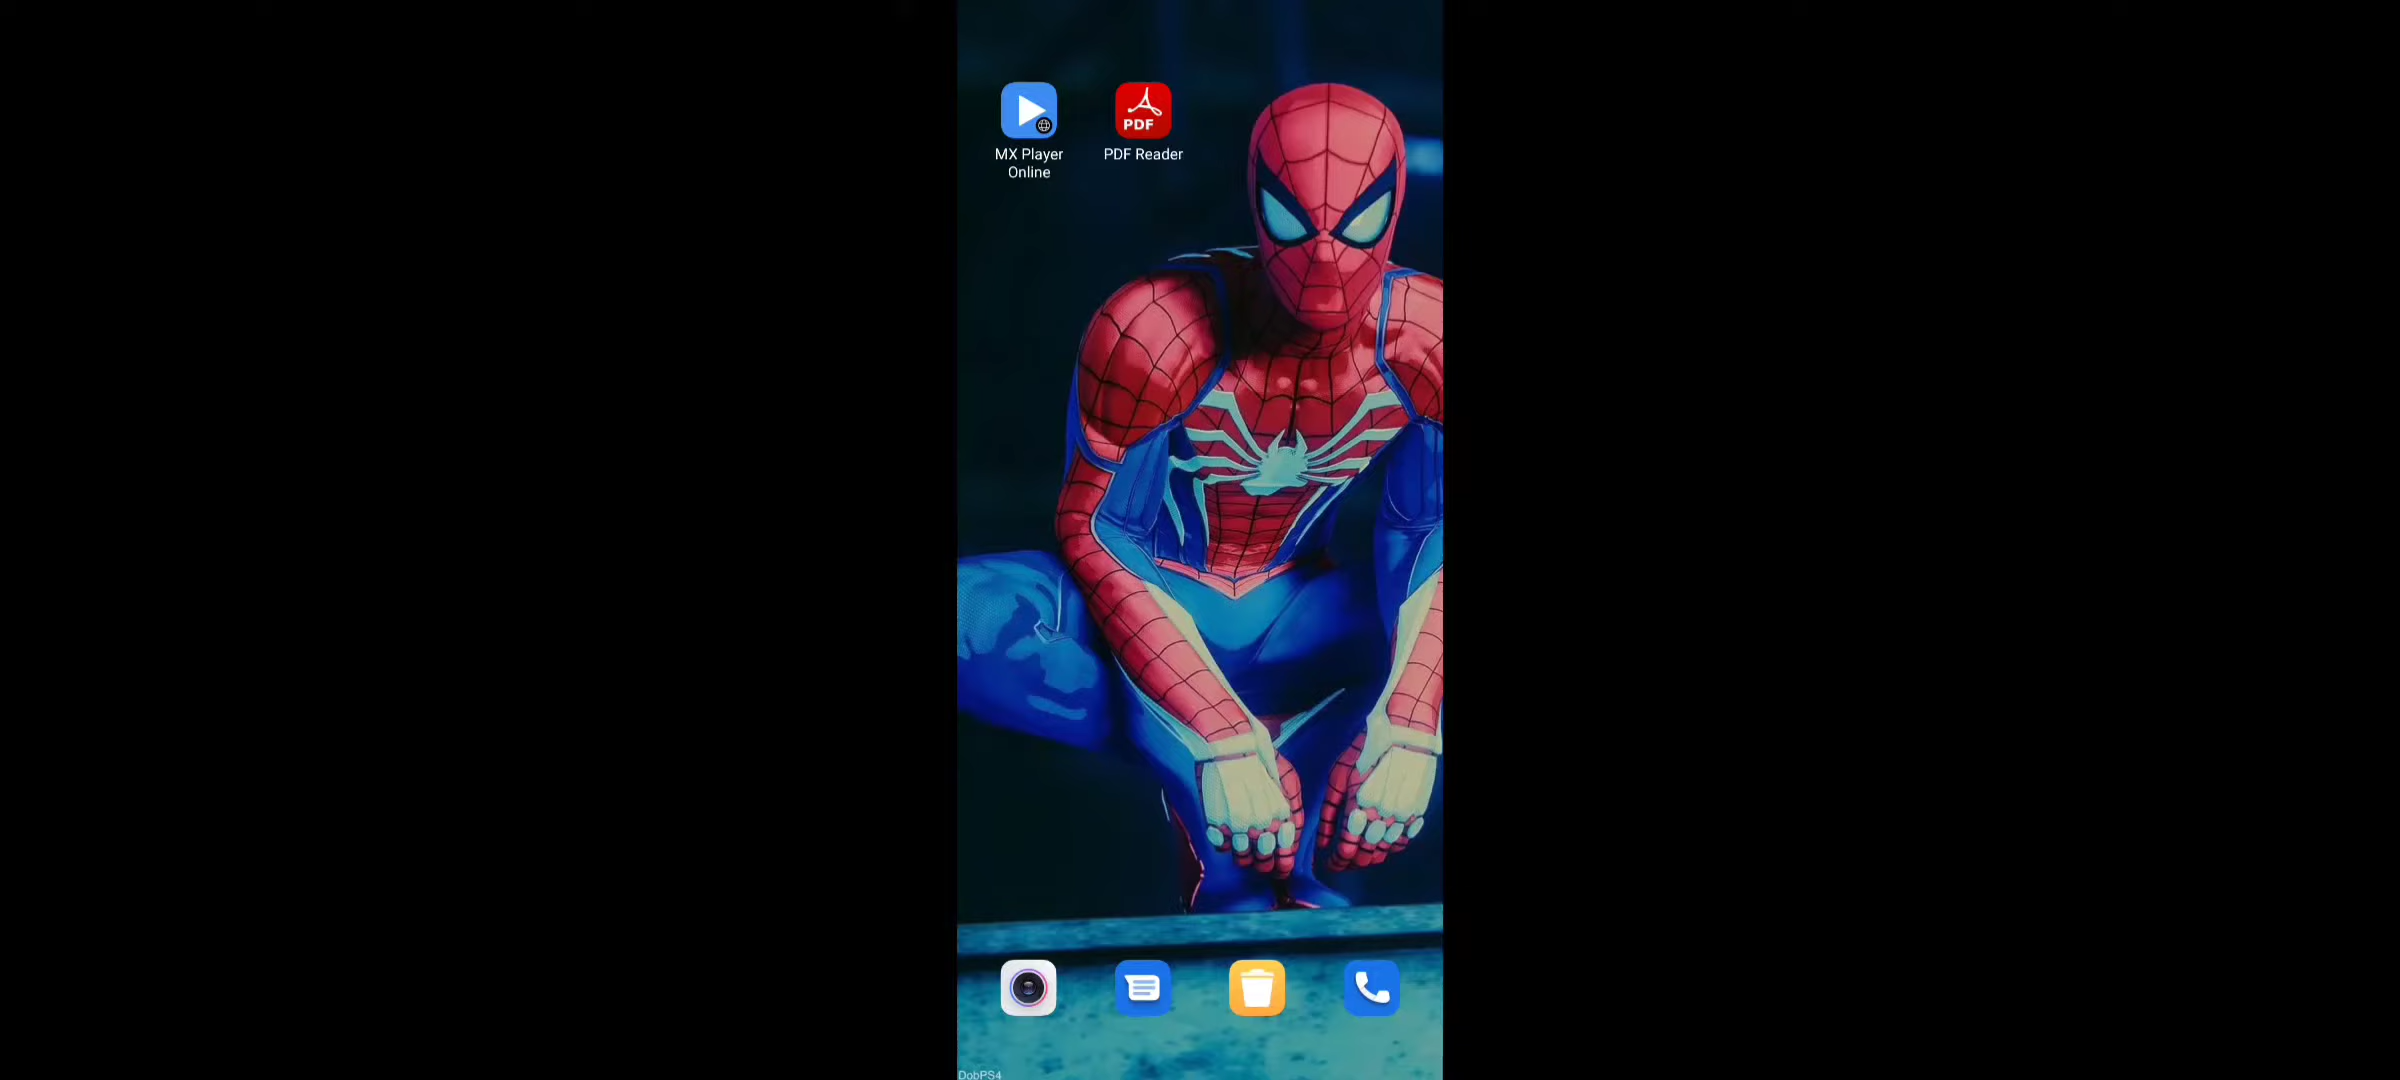 PDF
MX Player
Online
PDF Reader
DobPS4